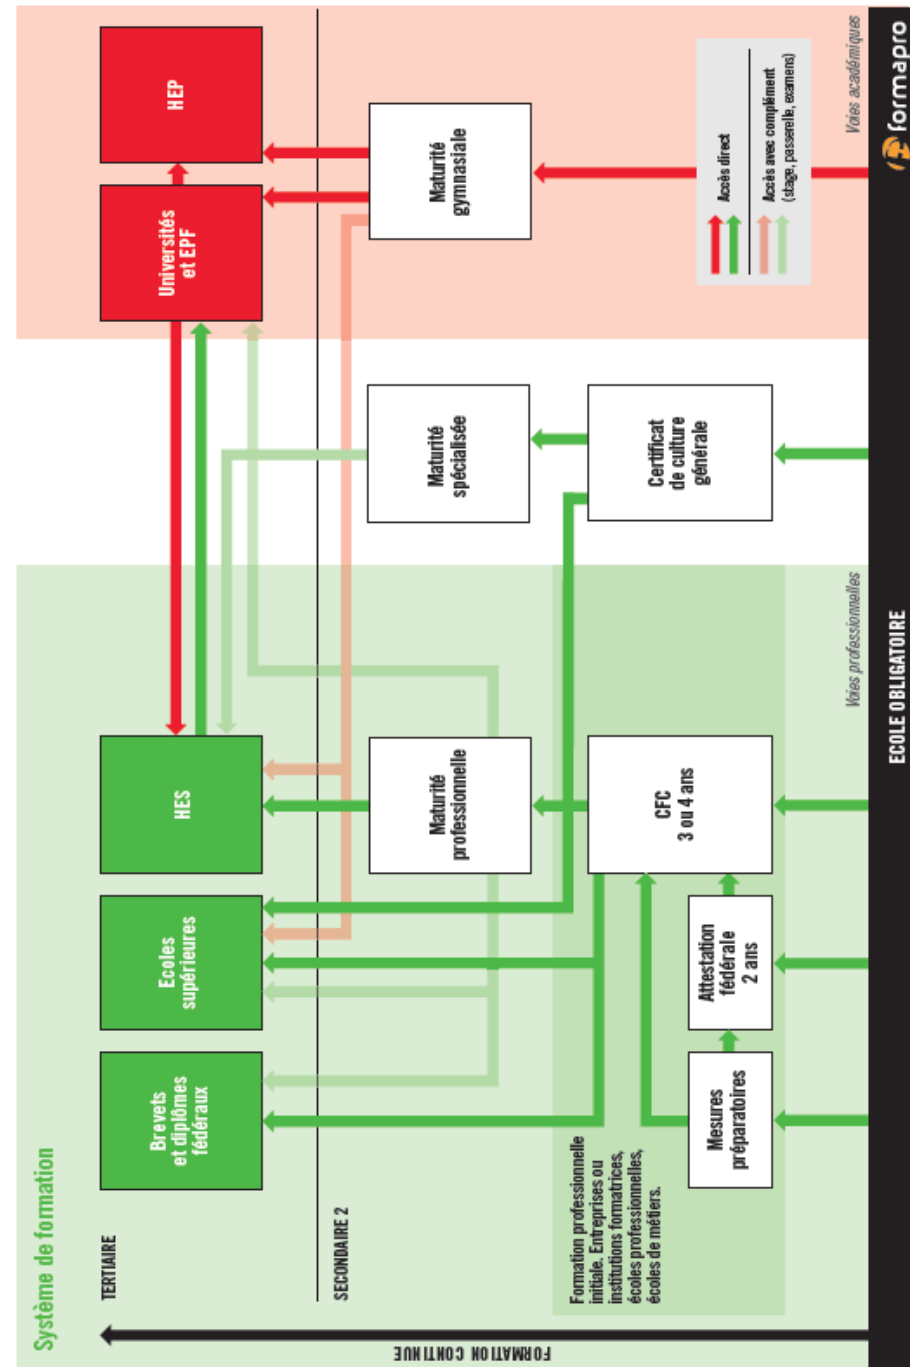 Système de formation
TERTIAIRE
Brevets
et diplômes
fédéraux
Ecoles
supérieures
HES
Universités
et EPF
HEP
SECONDAIRE 2
Maturité
professionnelle
Maturité
spécialisée
Maturité
gymnasiale
Formation professionnelle
initiale. Entreprises ou
institutions formatrices,
écoles professionnelles,
écoles de métiers.
CFC
3 ou 4 ans
Certificat
de culture
générale
Mesures
préparatoires
Attestation
fédérale
2 ans
Accès direct
Accès avec complément
(stage, passerelle, examens)
Voies professionnelles
Voies académiques
FORMATION CONTINUE
ECOLE OBLIGATOIRE
formapro